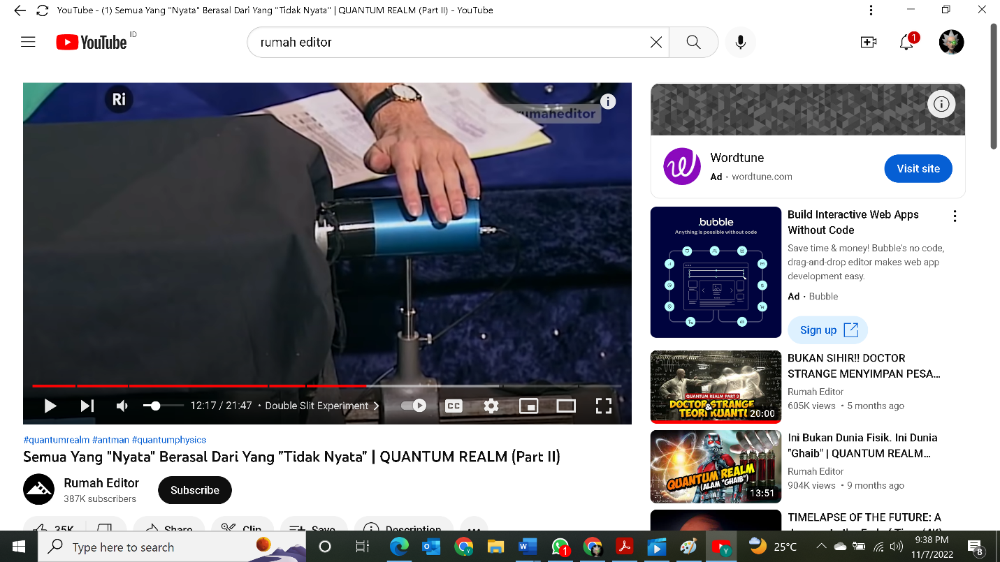 YouTube - (1) Semua Yang "Nyata" Berasal Dari Yang "Tidak Nyata" | QUANTUM REALM (Part II) - YouTube
YouTube ID
rumah editor
1
Ri
rumaheditor
12:17 / 21:47 • Double Slit Experiment
CC
#quantumrealm #antman #quantumphysics
Semua Yang "Nyata" Berasal Dari Yang "Tidak Nyata" | QUANTUM REALM (Part II)
Rumah Editor
387K subscribers
Subscribe
35K
Share
Clip
Save
Description
Wordtune
Ad · wordtune.com
Visit site
.bubble
Anything is possible without code
Build Interactive Web Apps
Without Code
Save time & money! Bubble's no code,
drag-and-drop editor makes web app
development easy.
Ad · Bubble
Sign up
QUANTUM REALM PART 3
DOCTOR STRANGE
&
TEORI KUANTUM
20:00
BUKAN SIHIR!! DOCTOR
STRANGE MENYIMPAN PESA...
Rumah Editor
605K views • 5 months ago
QUANTUM REALM
(ALAM "GHAIB")
13:51
Ini Bukan Dunia Fisik. Ini Dunia
"Ghaib" | QUANTUM REALM...
Rumah Editor
904K views • 9 months ago
TIMELAPSE OF THE FUTURE: A
Type here to search
1
25°C
9:38 PM
11/7/2022
8